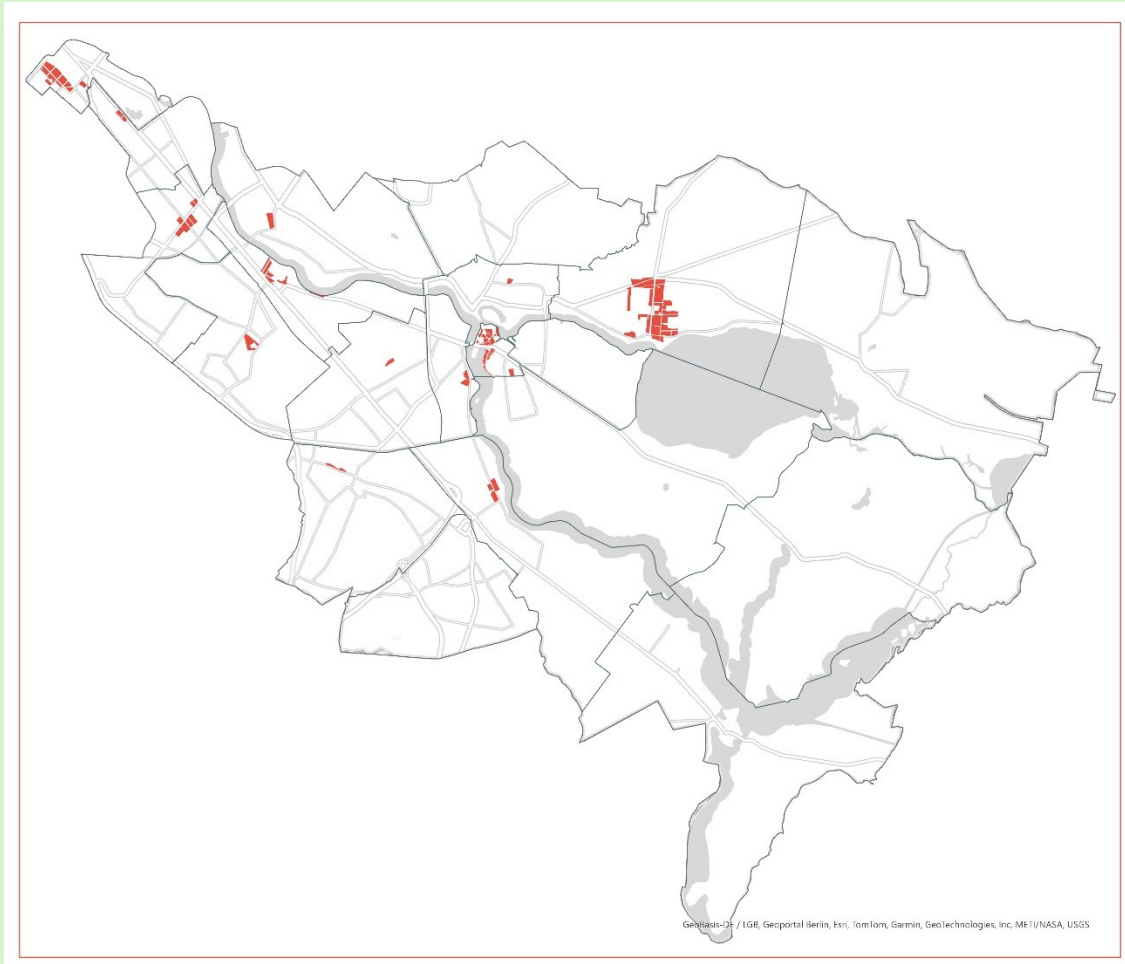 GeoBasis-DE / LGB, Geoportal Berlin, Esri, TomTom, Garmin, GeoTechnologies, Inc, METI/NASA, USGS